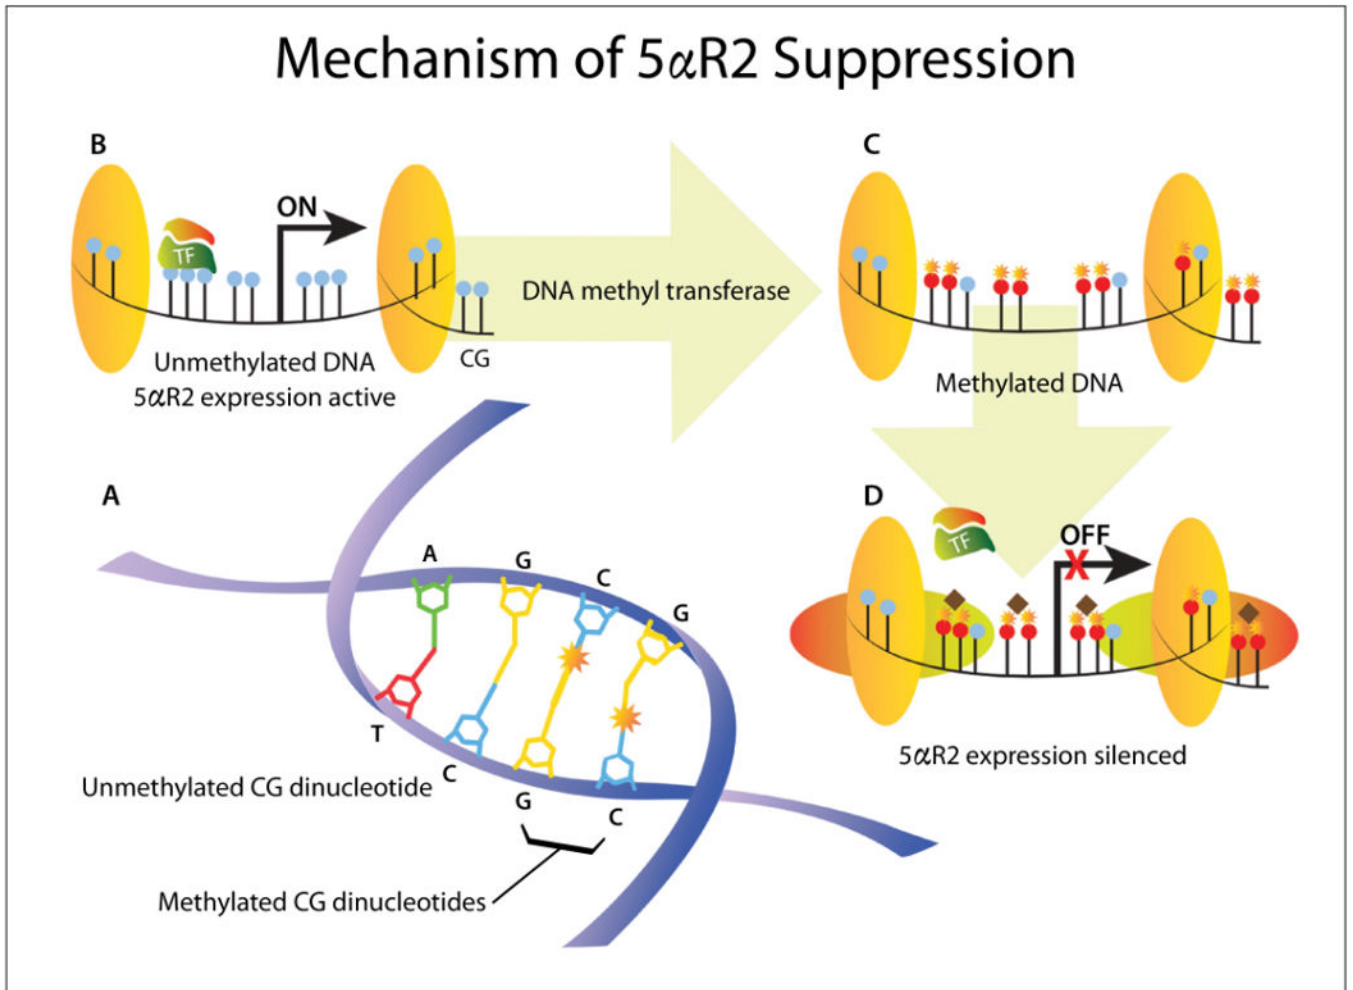 Mechanism of 5αR2 Suppression
B
ON
TF
DNA methyl transferase
Unmethylated DNA
5αR2 expression active
CG
C
Methylated DNA
A
A
G
C
G
T
C
G
C
Unmethylated CG dinucleotide
Methylated CG dinucleotides
D
TF
OFF
X
5αR2 expression silenced